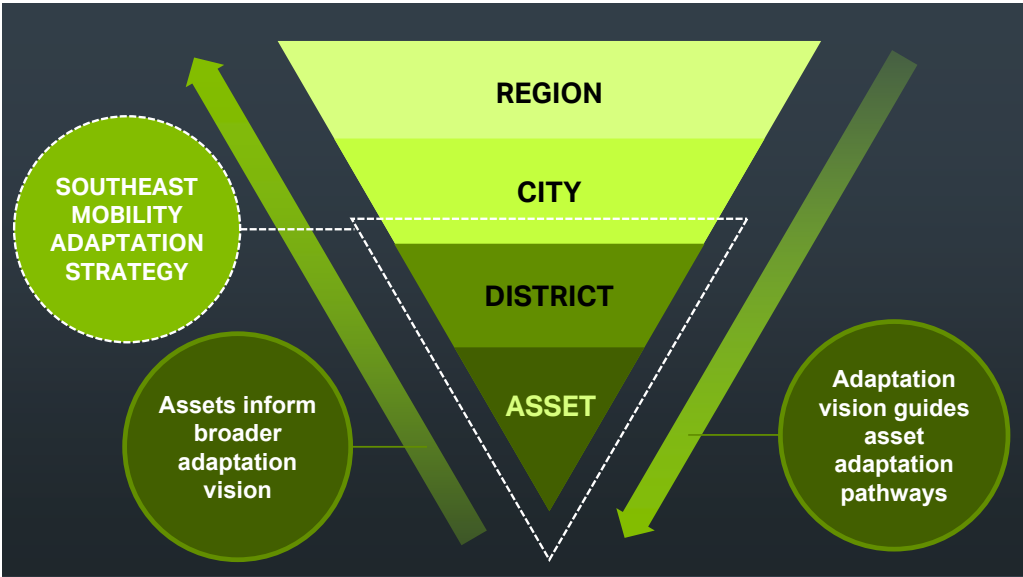 REGION
CITY
DISTRICT
ASSET
SOUTHEAST
MOBILITY
ADAPTATION
STRATEGY
Assets inform
broader
adaptation
vision
Adaptation
vision guides
asset
adaptation
pathways